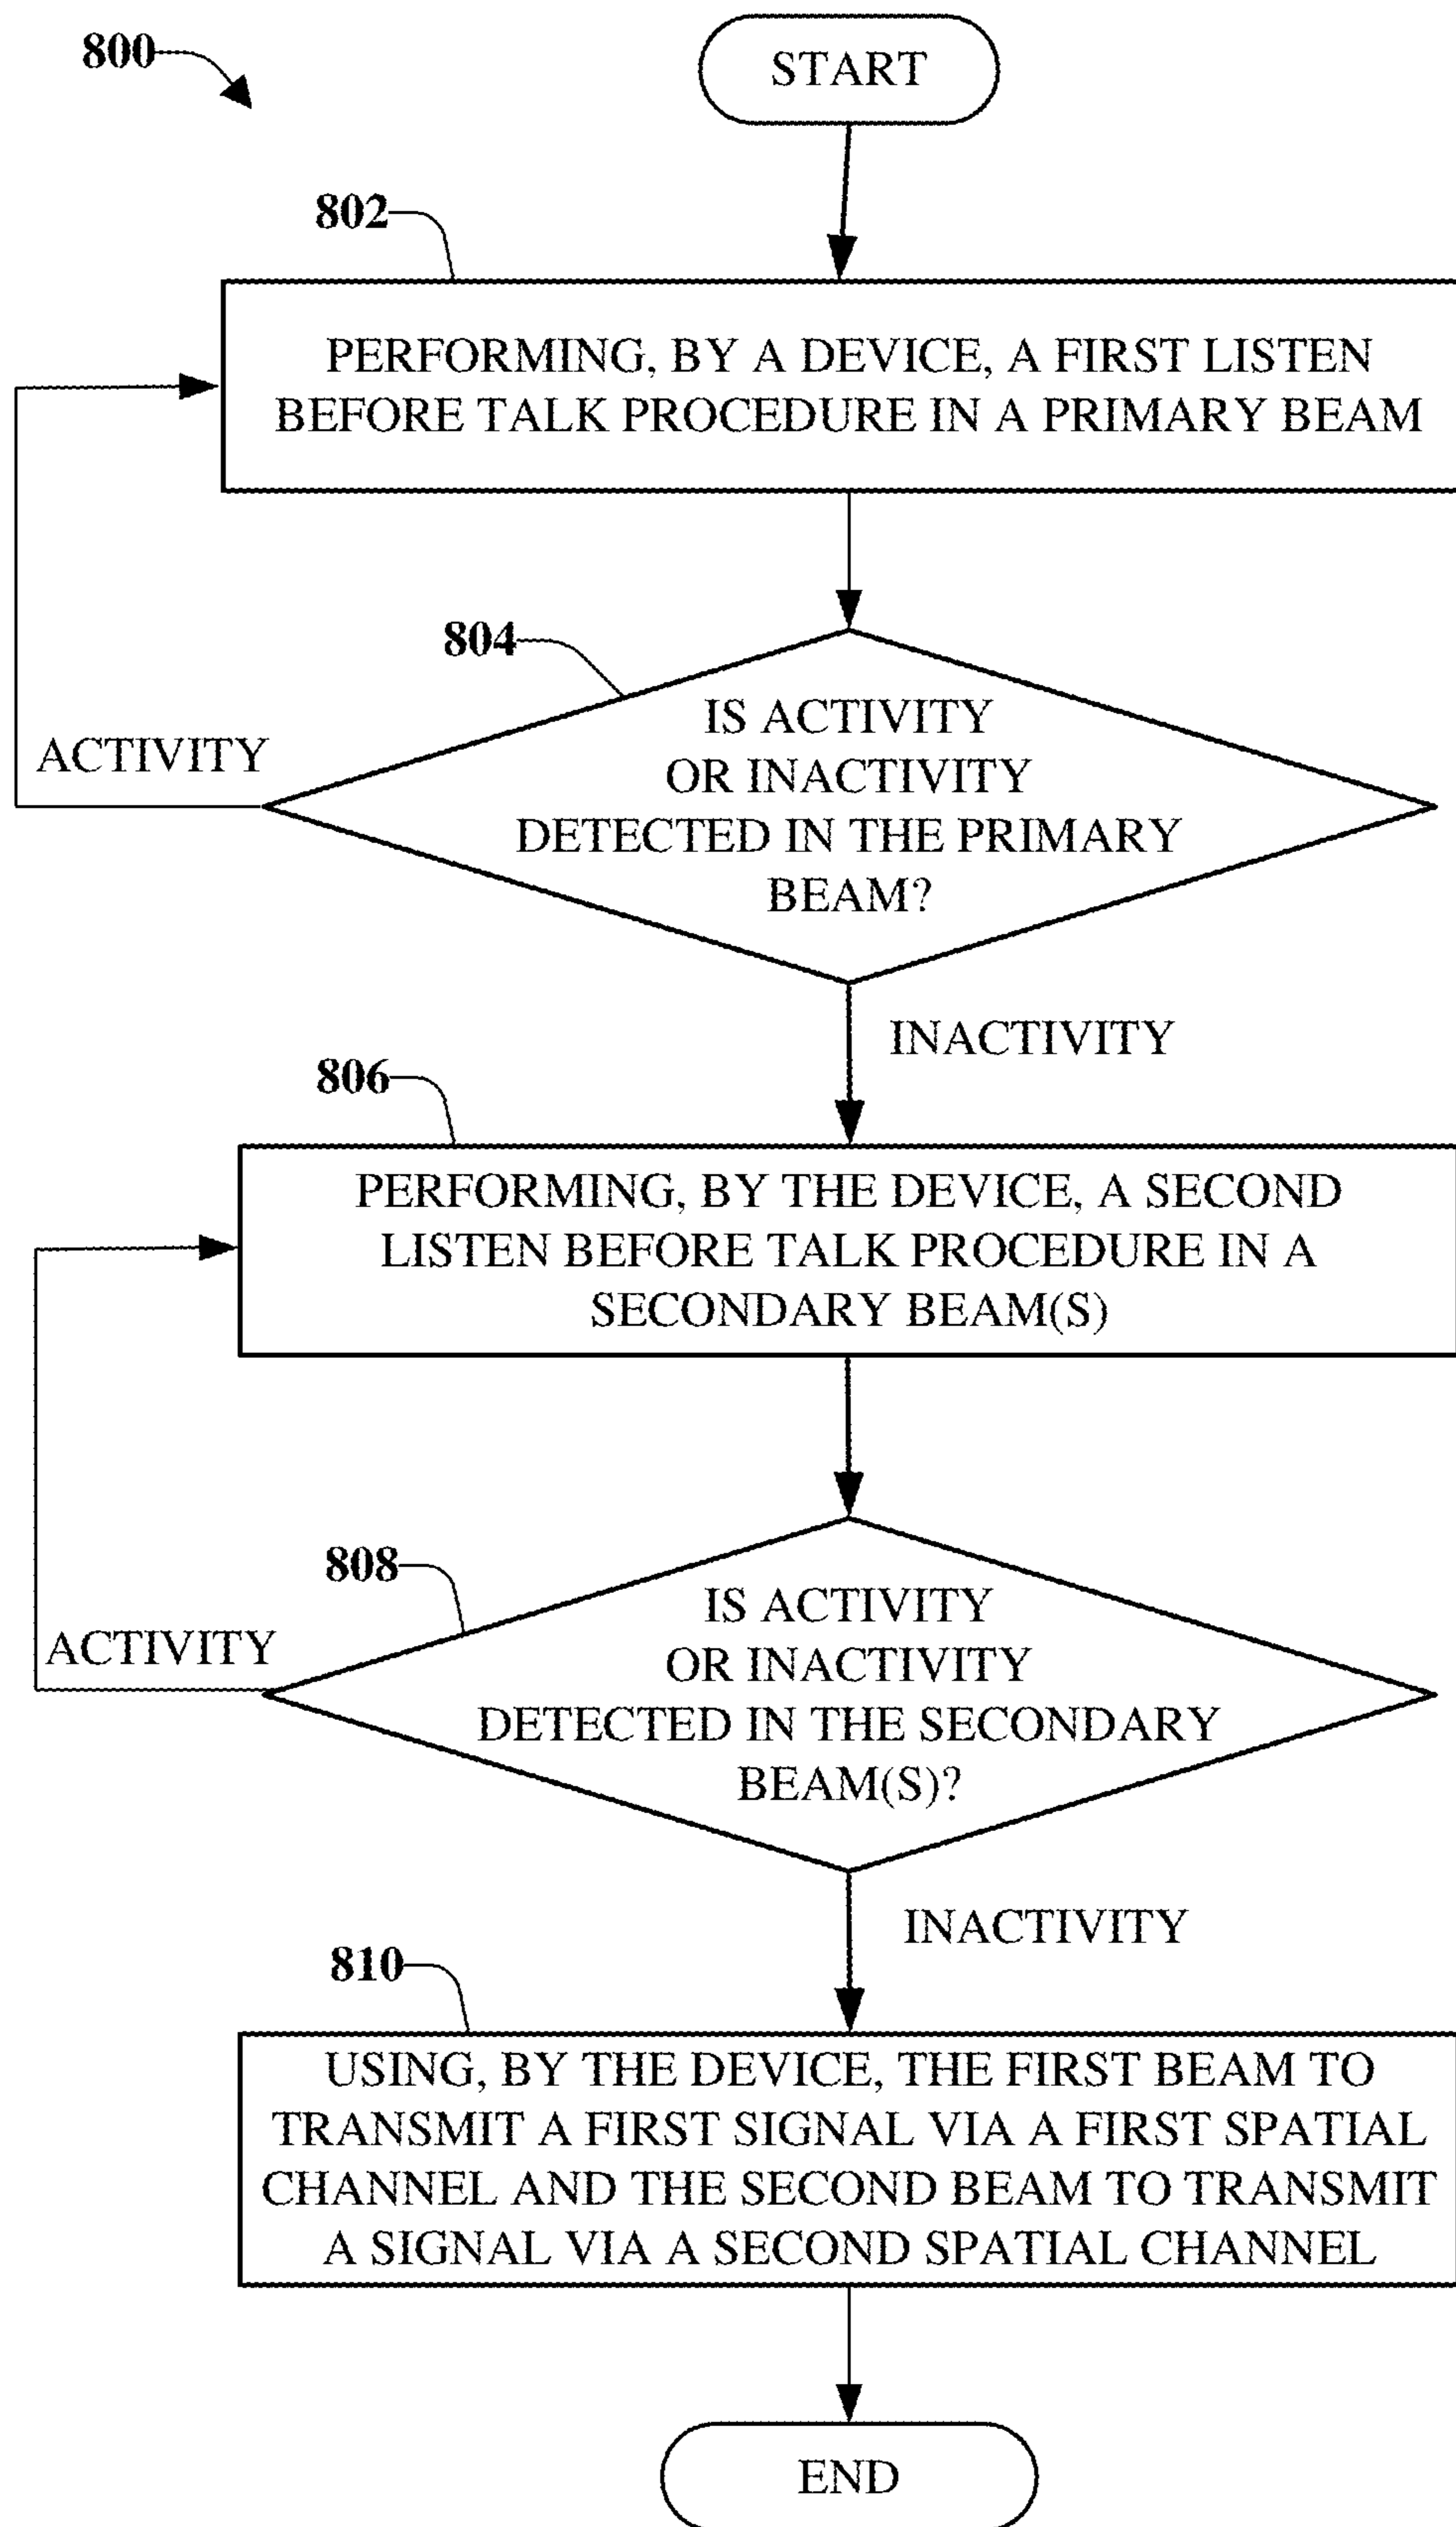 800
START
802
PERFORMING, BY A DEVICE, A FIRST LISTEN
BEFORE TALK PROCEDURE IN A PRIMARY BEAM
804
IS ACTIVITY
OR INACTIVITY
DETECTED IN THE PRIMARY
BEAM?
ACTIVITY
INACTIVITY
806
PERFORMING, BY THE DEVICE, A SECOND
LISTEN BEFORE TALK PROCEDURE IN A
SECONDARY BEAM(S)
808
IS ACTIVITY
OR INACTIVITY
DETECTED IN THE SECONDARY
BEAM(S)?
ACTIVITY
INACTIVITY
810
USING, BY THE DEVICE, THE FIRST BEAM TO
TRANSMIT A FIRST SIGNAL VIA A FIRST SPATIAL
CHANNEL AND THE SECOND BEAM TO TRANSMIT
A SIGNAL VIA A SECOND SPATIAL CHANNEL
END